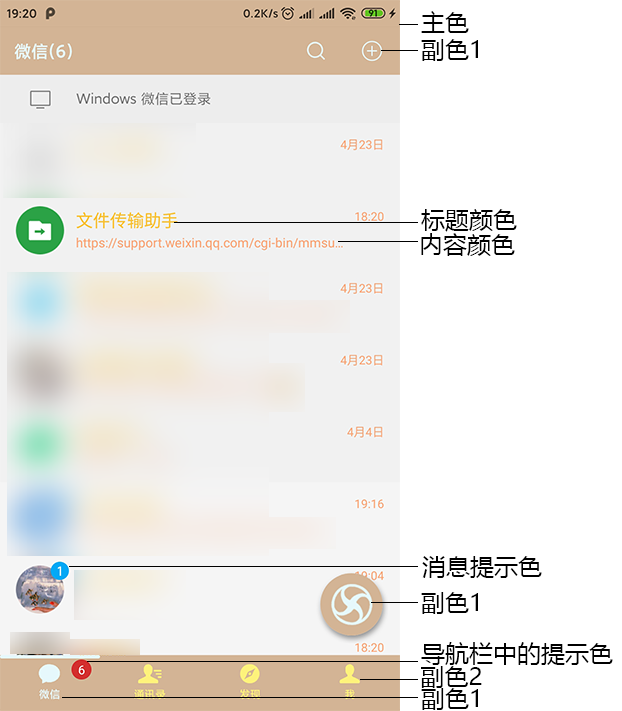 19:20
0.2K/s
91
主色
微信(6)
副色1
Windows 微信已登录
4月23日
文件传输助手
18:20
标题颜色
https://support.weixin.qq.com/cgi-bin/mmsu...
内容颜色
4月23日
4月23日
4月4日
19:16
1
消息提示色
19:04
副色1
18:20
导航栏中的提示色
6
副色2
微信
通讯录
发现
我
副色1